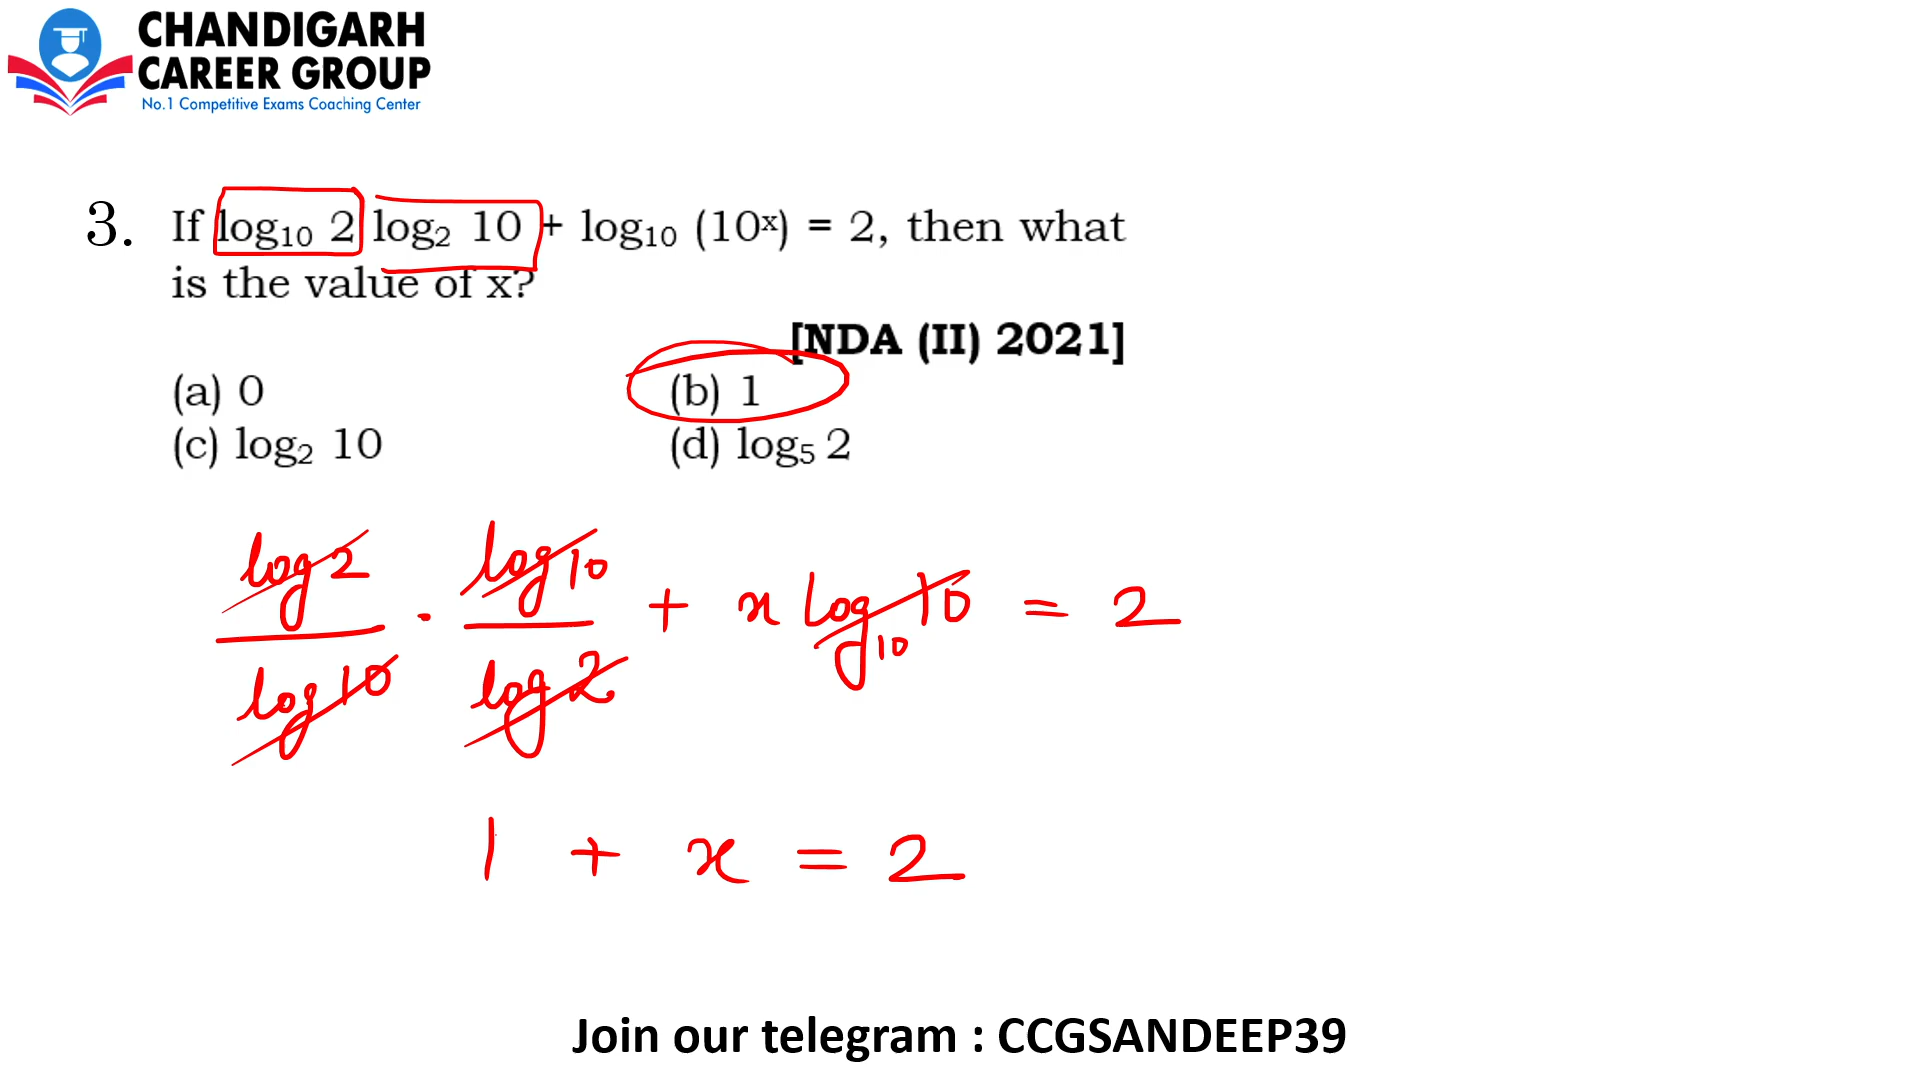 CHANDIGARH
CAREER GROUP
No.1 Competitive Exams Coaching Center
3. If log₁₀ 2 log₂ 10 + log₁₀ (10ˣ) = 2, then what
is the value of x?
[NDA (II) 2021]
(a) 0 (b) 1
(c) log₂ 10 (d) log₅ 2
log 2 / log 10 . log 10 / log 2 + x log₁₀ 10 = 2
1 + x = 2
Join our telegram : CCGSANDEEP39